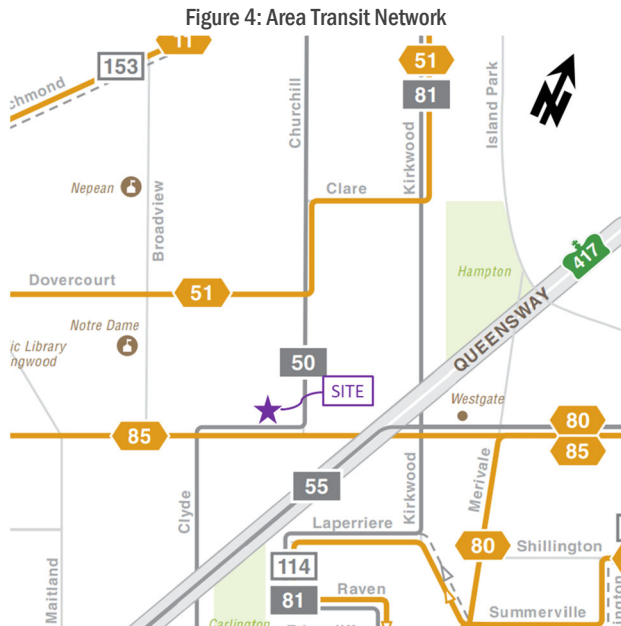 Figure 4: Area Transit Network
11
153
chmond
51
81
Churchill
Kirkwood
Island Park
N
Nepean
Broadview
Clare
417
Hampton
Dovercourt
51
QUEENSWAY
Notre Dame
ic Library
ngwood
50
SITE
Westgate
85
80
85
55
Clyde
Kirkwood
Merivale
Laperriere
80
Shillington
114
Maitland
81
Raven
Carlington
Summerville
ington